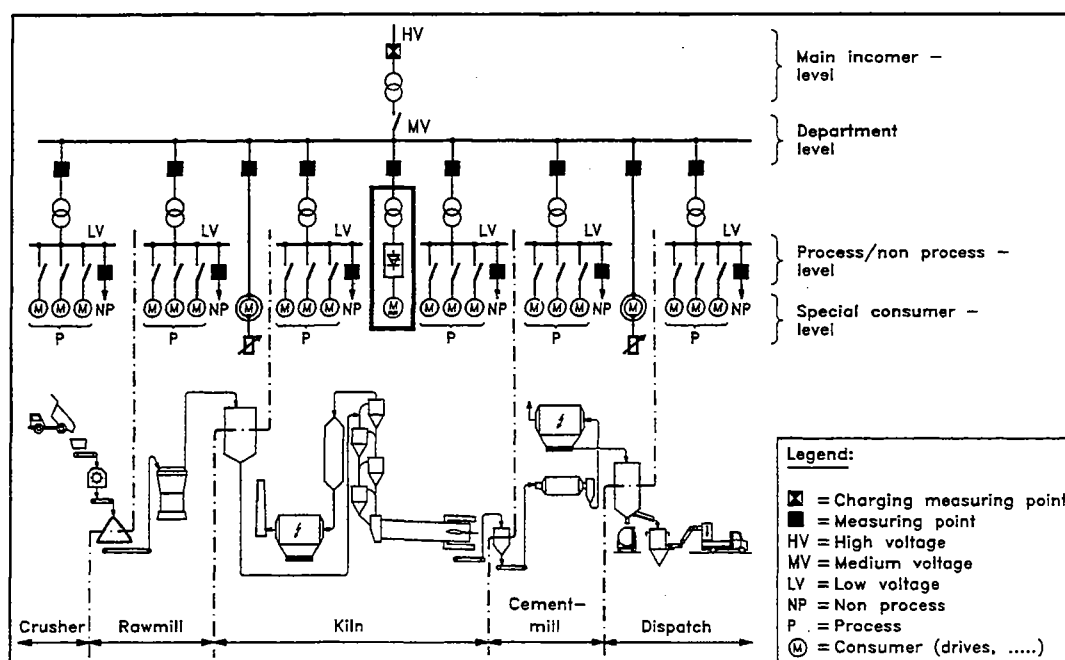 HV
Main incomer –
level
MV
Department
level
LV LV LV LV LV LV
Process/non process –
level
M M M NP M M M NP M M M M NP M M M M NP M M M NP M M M M NP
Special consumer –
level
P P P P P P
Legend:
= Charging measuring point
= Measuring point
HV = High voltage
MV = Medium voltage
LV = Low voltage
NP = Non process
P = Process
M = Consumer (drives, .....)
Crusher Rawmill Kiln Cement-
mill Dispatch